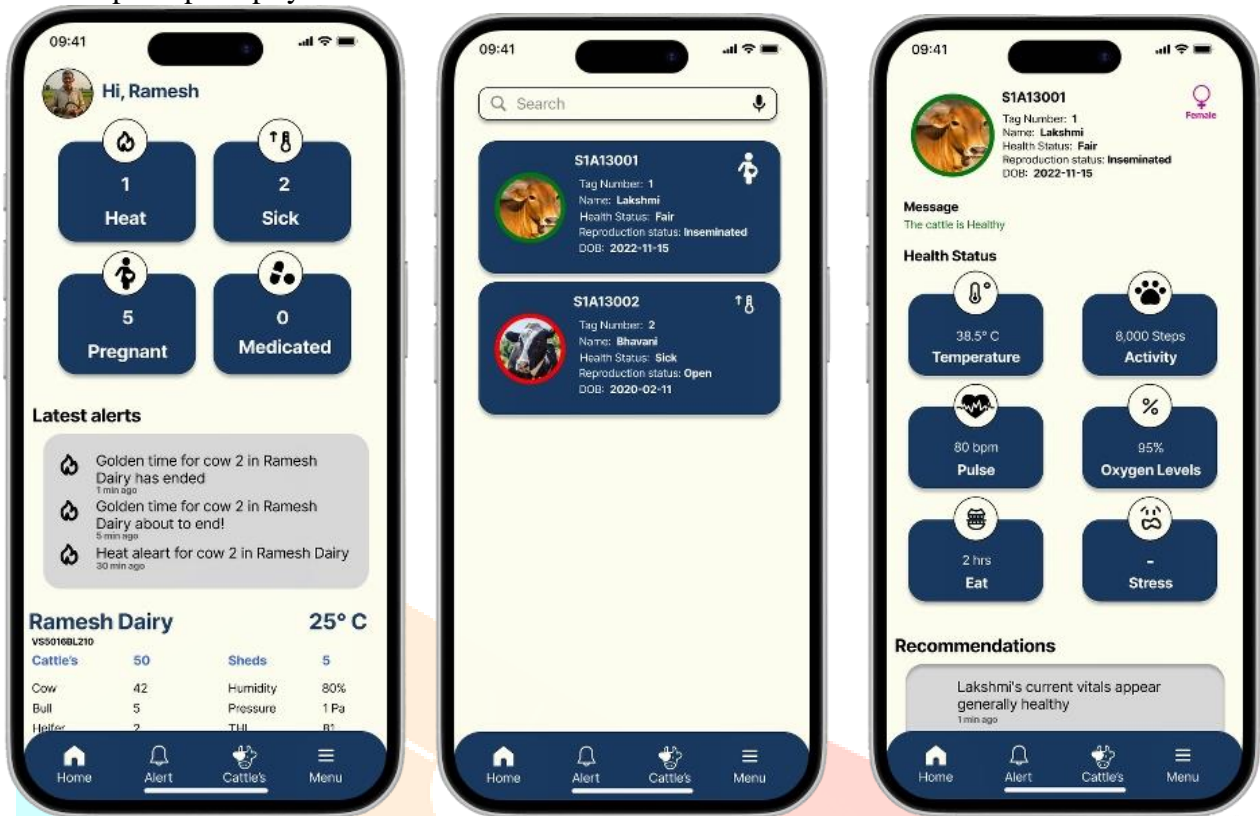 09:41
Hi, Ramesh
1
Heat
2
Sick
5
Pregnant
0
Medicated
Latest alerts
Golden time for cow 2 in Ramesh
Dairy has ended
1 min ago
Golden time for cow 2 in Ramesh
Dairy about to end!
5 min ago
Heat aleart for cow 2 in Ramesh Dairy
30 min ago
Ramesh Dairy 25° C
VS5016BL210
Cattle's 50 Sheds 5
Cow 42 Humidity 80%
Bull 5 Pressure 1 Pa
Heifer 2 THI 81
Home Alert Cattle's Menu
09:41
Search
S1A13001
Tag Number: 1
Name: Lakshmi
Health Status: Fair
Reproduction status: Inseminated
DOB: 2022-11-15
S1A13002
Tag Number: 2
Name: Bhavani
Health Status: Sick
Reproduction status: Open
DOB: 2020-02-11
Home Alert Cattle's Menu
09:41
S1A13001
Tag Number: 1
Name: Lakshmi
Health Status: Fair
Reproduction status: Inseminated
DOB: 2022-11-15
Female
Message
The cattle is Healthy
Health Status
38.5° C
Temperature
8,000 Steps
Activity
80 bpm
Pulse
%
95%
Oxygen Levels
2 hrs
Eat
-
Stress
Recommendations
Lakshmi's current vitals appear
generally healthy
1 min ago
Home Alert Cattle's Menu